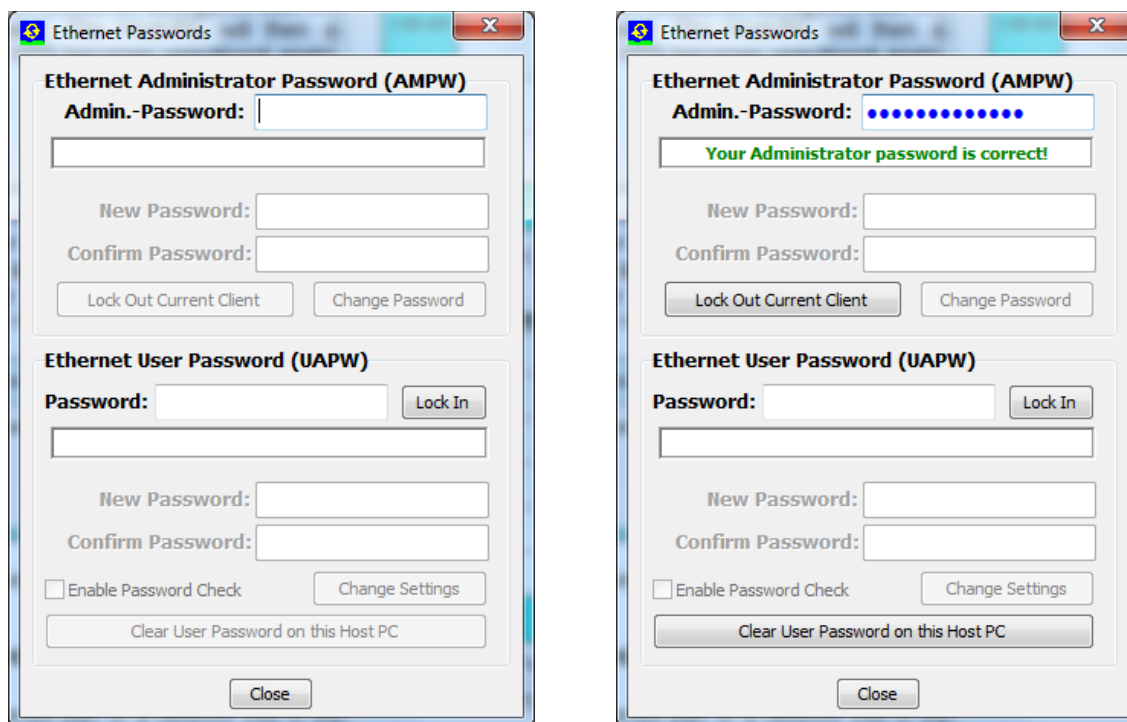 Ethernet Passwords
Ethernet Administrator Password (AMPW)
Admin.-Password:
New Password:
Confirm Password:
Lock Out Current Client
Change Password
Ethernet User Password (UAPW)
Password:
Lock In
New Password:
Confirm Password:
Enable Password Check
Change Settings
Clear User Password on this Host PC
Close
Ethernet Passwords
Ethernet Administrator Password (AMPW)
Admin.-Password: ●●●●●●●●●●●●●
Your Administrator password is correct!
New Password:
Confirm Password:
Lock Out Current Client
Change Password
Ethernet User Password (UAPW)
Password:
Lock In
New Password:
Confirm Password:
Enable Password Check
Change Settings
Clear User Password on this Host PC
Close